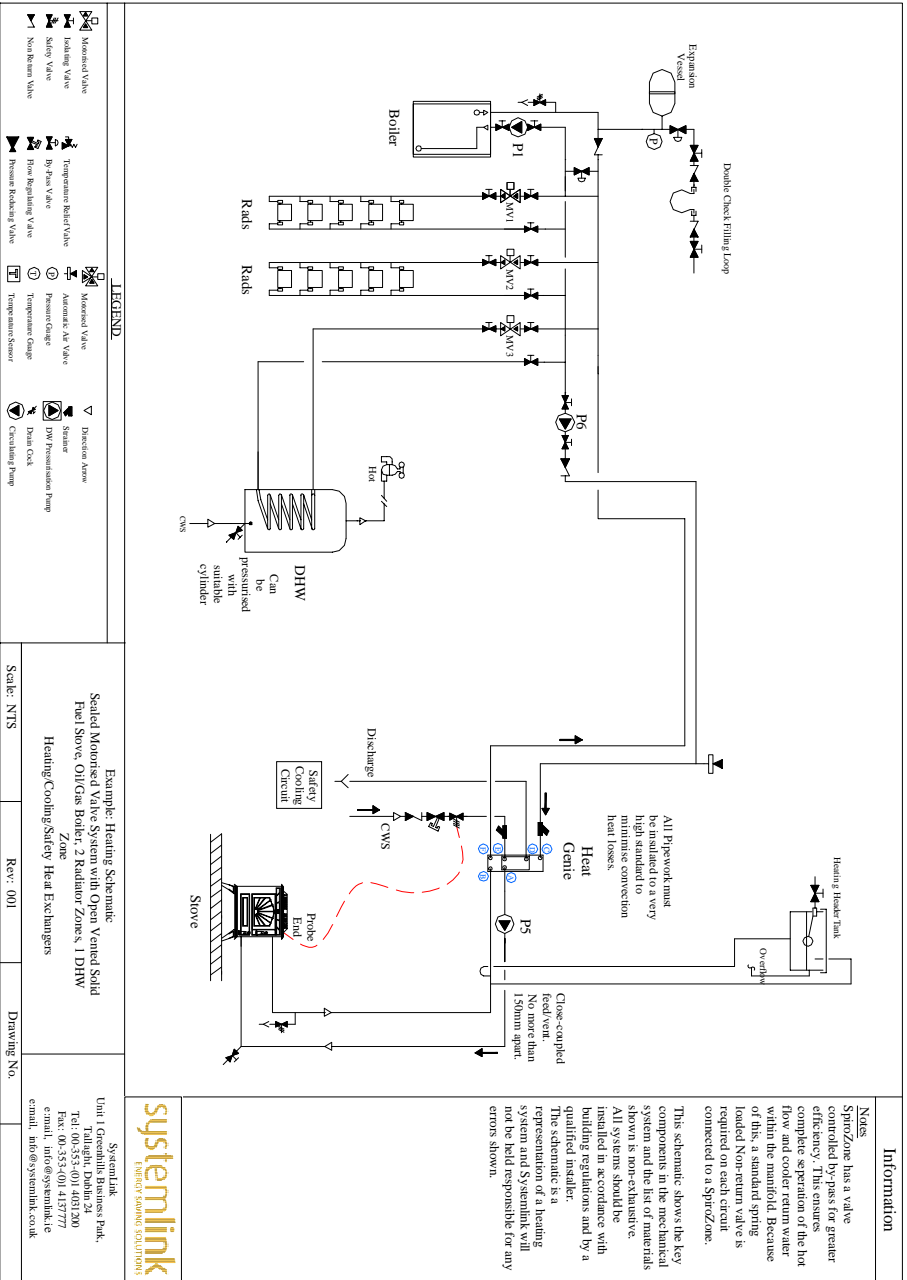 Information
Notes
SpiroZone has a valve
controlled by-pass for greater
efficiency. This ensures
complete seperation of the hot
flow and cooler return water
within the manifold. Because
of this, a standard spring
loaded Non-return valve is
required on each circuit
connected to a SpiroZone.
This schematic shows the key
components in the mechanical
system and the list of materials
shown is non-exhaustive.
All systems should be
installed in accordance with
building regulations and by a
qualified installer.
The schematic is a
representation of a heating
system and Systemlink will
not be held responsible for any
errors shown.
systemlink
ENERGY SAVING SOLUTIONS
SystemLink
Unit 1 Greenhills Business Park,
Tallaght, Dublin 24
Tel: 00-353-(0)1 4031200
Fax: 00-353-(0)1 4137777
e:mail, info@systemlink.ie
e:mail, info@systemlink.co.uk
Expansion
Vessel
P
Double Check Filling Loop
Boiler
P1
MV1
Rads
MV2
Rads
MV3
P6
Hot
CWS
DHW
Can
be
pressurised
with
suitable
cylinder
Heating Header Tank
Overflow
All Pipework must
be insulated to a very
high standard to
minimise convection
heat losses.
Heat
Genie
C
D
E
F
A
B
P5
Discharge
Safety
Cooling
Circuit
CWS
Probe
End
Stove
Close-coupled
feed/vent.
No more than
150mm apart.
LEGEND
Motorised Valve
Isolating Valve
Safety Valve
Non Return Valve
Temperature Relief Valve
By-Pass Valve
Flow Regulating Valve
Pressure Reducing Valve
Motorised Valve
Automatic Air Valve
P
Pressure Guage
T
Temperature Guage
T
Temperature Sensor
Direction Arrow
Strainer
DW Pressurisation Pump
Drain Cock
Circulating Pump
Example: Heating Schematic
Sealed Motorised Valve System with Open Vented Solid
Fuel Stove, Oil/Gas Boiler, 2 Radiator Zones, 1 DHW
Zone
Heating/Cooling/Safety Heat Exchangers
Scale: NTS
Rev: 001
Drawing No.